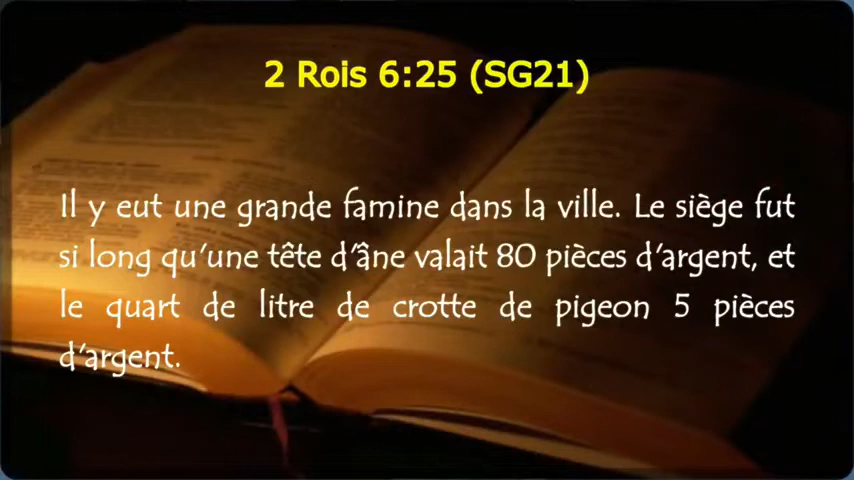 2 Rois 6:25 (SG21)
Il y eut une grande famine dans la ville. Le siège fut
si long qu'une tête d'âne valait 80 pièces d'argent, et
le quart de litre de crotte de pigeon 5 pièces
d'argent.